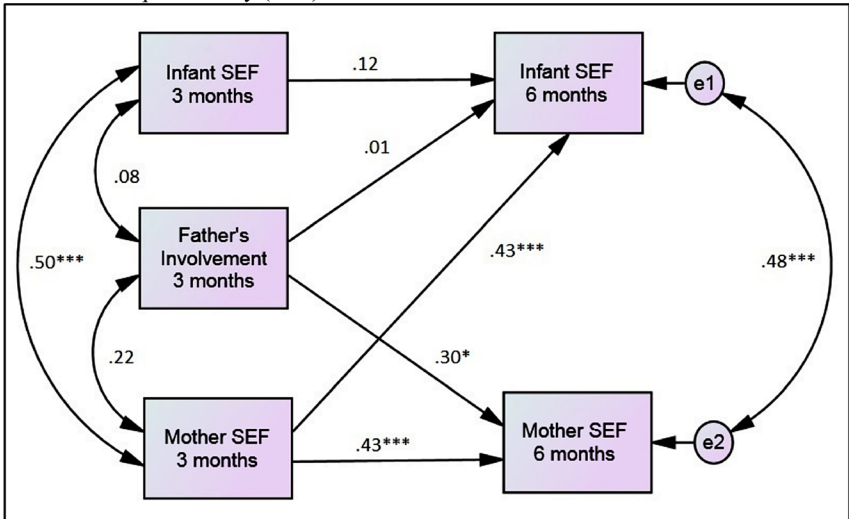 Infant SEF
3 months
.12
Infant SEF
6 months
e1
.08
.01
Father's
Involvement
3 months
.50***
.43***
.48***
.22
.30*
Mother SEF
3 months
.43***
Mother SEF
6 months
e2